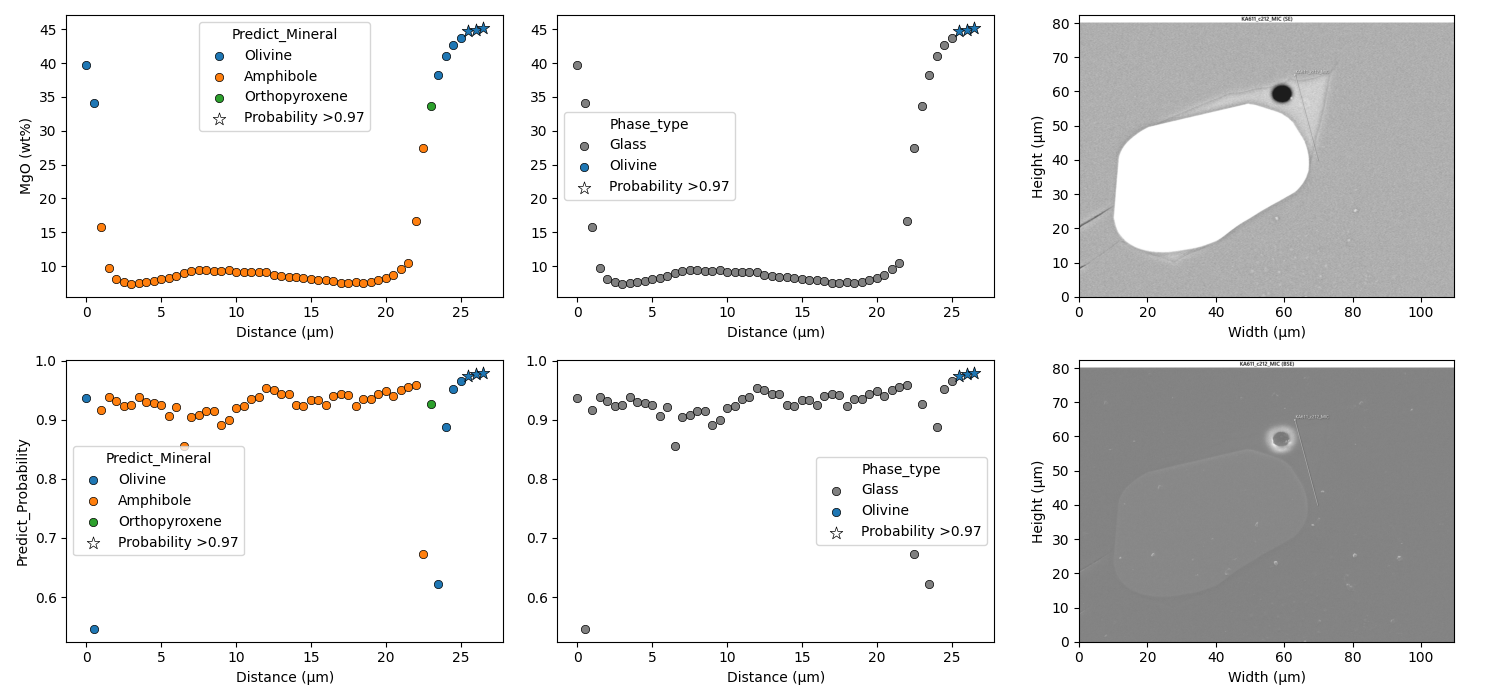 MgO (wt%)
45
40
35
30
25
20
15
10
Predict_Mineral
Olivine
Amphibole
Orthopyroxene
Probability >0.97
0 5 10 15 20 25
Distance (μm)
45
40
35
30
25
20
15
10
Phase_type
Glass
Olivine
Probability >0.97
0 5 10 15 20 25
Distance (μm)
KA611_c212_MIC (SE)
Height (μm)
80
70
60
50
40
30
20
10
0
0 20 40 60 80 100
Width (μm)
Predict_Probability
1.0
0.9
0.8
0.7
0.6
Predict_Mineral
Olivine
Amphibole
Orthopyroxene
Probability >0.97
0 5 10 15 20 25
Distance (μm)
1.0
0.9
0.8
0.7
0.6
Phase_type
Glass
Olivine
Probability >0.97
0 5 10 15 20 25
Distance (μm)
KA611_c212_MIC (BSE)
KA611_c212_MIC
Height (μm)
80
70
60
50
40
30
20
10
0
0 20 40 60 80 100
Width (μm)